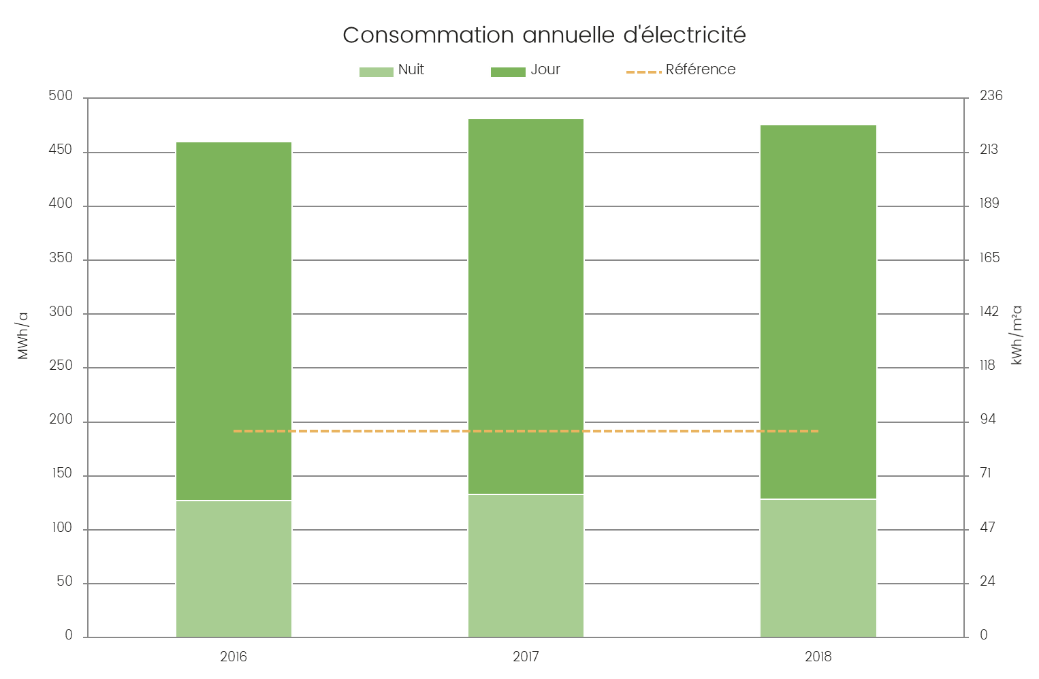 Consommation annuelle d'électricité
Nuit Jour Référence
500 236
450 213
400 189
350 165
300 142
250 118
200 94
150 71
100 47
50 24
0 0
MWh/a
kWh/m²a
2016 2017 2018